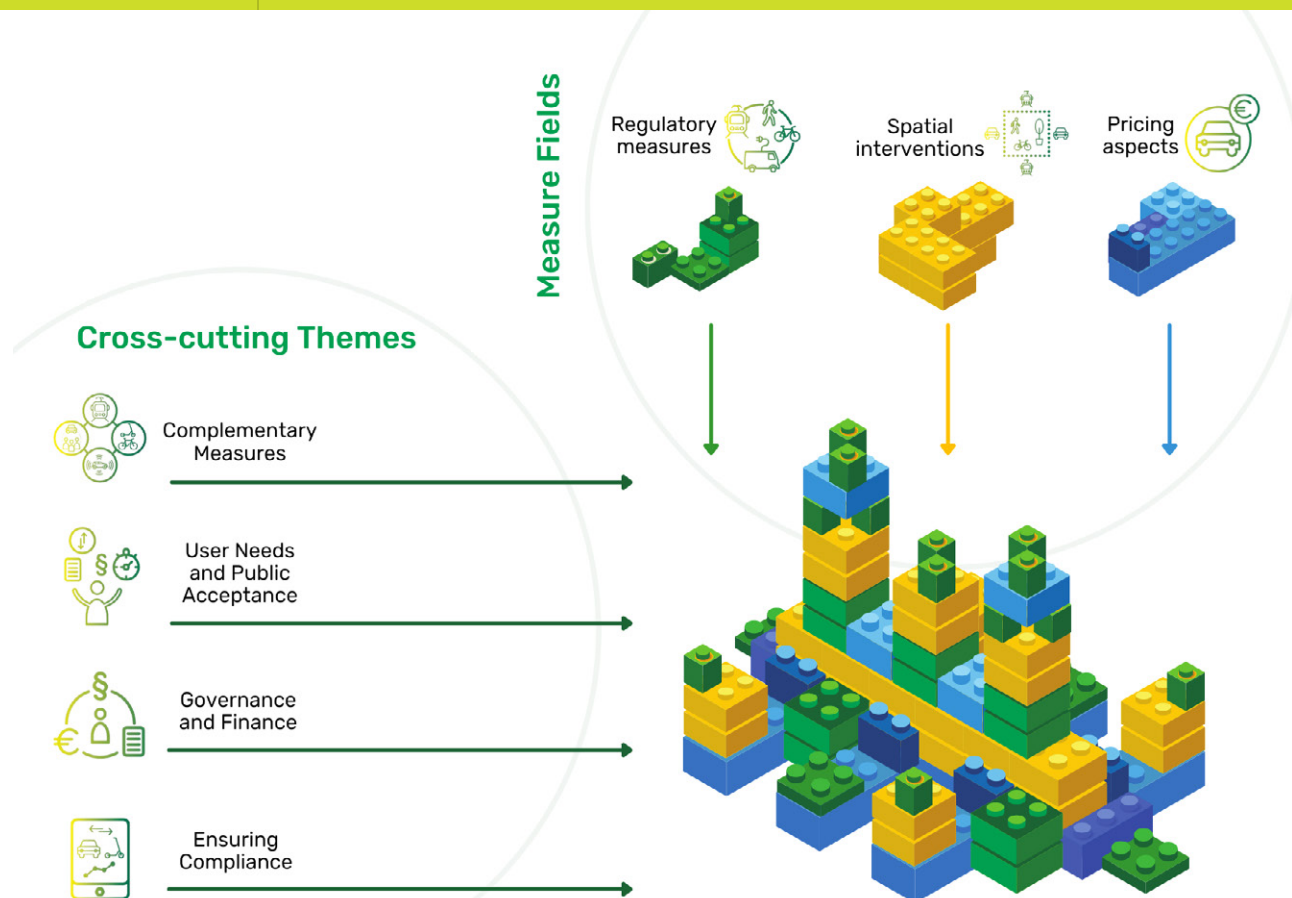 Measure Fields
Regulatory
measures
Spatial
interventions
Pricing
aspects
€
Cross-cutting Themes
Complementary
Measures
§
User Needs
and Public
Acceptance
§
€
Governance
and Finance
Ensuring
Compliance